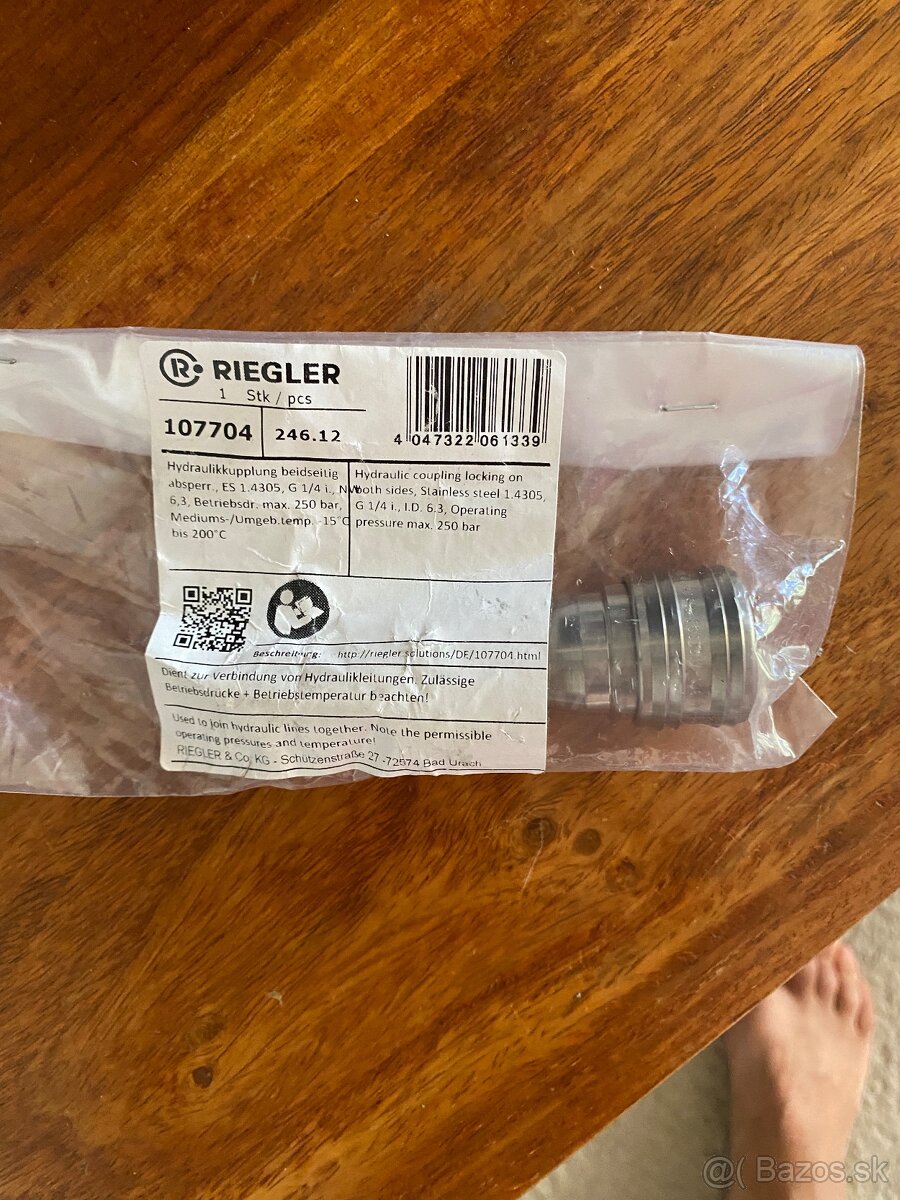 RIEGLER
1 Stk / pcs
107704 246.12
4 047322 061339
Hydraulikkupplung beidseitig
absperr., ES 1.4305, G 1/4 i., NW
6,3, Betriebsdr. max. 250 bar,
Mediums-/Umgeb.temp. -15°C
bis 200°C
Hydraulic coupling locking on
both sides, Stainless steel 1.4305,
G 1/4 i., I.D. 6.3, Operating
pressure max. 250 bar
Beschreibung: http://riegler.solutions/DE/107704.html
Dient zur Verbindung von Hydraulikleitungen. Zulässige
Betriebsdrücke + Betriebstemperatur beachten!
Used to join hydraulic lines together. Note the permissible
operating pressures and temperature!
RIEGLER & Co. KG - Schützenstraße 27 -72574 Bad Urach
@( Bazos.sk